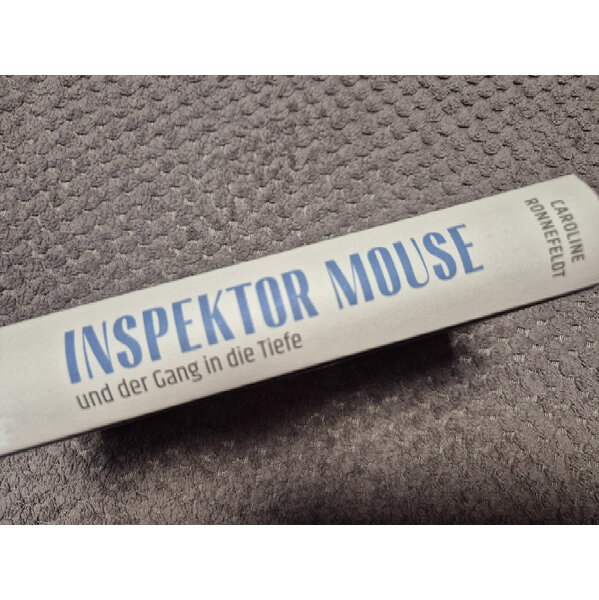 INSPEKTOR MOUSE
und der Gang in die Tiefe
CAROLINE
RONNEFELDT